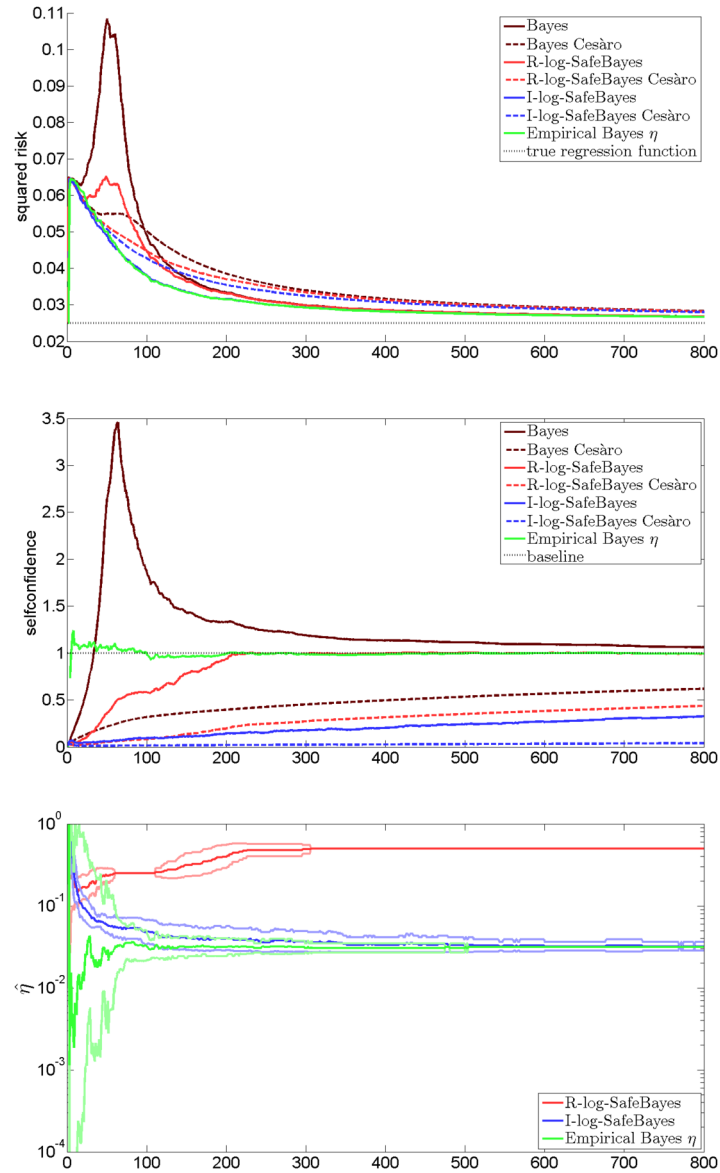 0.11
0.1
0.09
0.08
0.07
0.06
0.05
0.04
0.03
0.02
squared risk
0 100 200 300 400 500 600 700 800
Bayes
Bayes Cesàro
R-log-SafeBayes
R-log-SafeBayes Cesàro
I-log-SafeBayes
I-log-SafeBayes Cesàro
Empirical Bayes η
true regression function
3.5
3
2.5
2
1.5
1
0.5
0
selfconfidence
0 100 200 300 400 500 600 700 800
Bayes
Bayes Cesàro
R-log-SafeBayes
R-log-SafeBayes Cesàro
I-log-SafeBayes
I-log-SafeBayes Cesàro
Empirical Bayes η
baseline
10⁰
10⁻¹
10⁻²
10⁻³
10⁻⁴
η̂
0 100 200 300 400 500 600 700 800
R-log-SafeBayes
I-log-SafeBayes
Empirical Bayes η